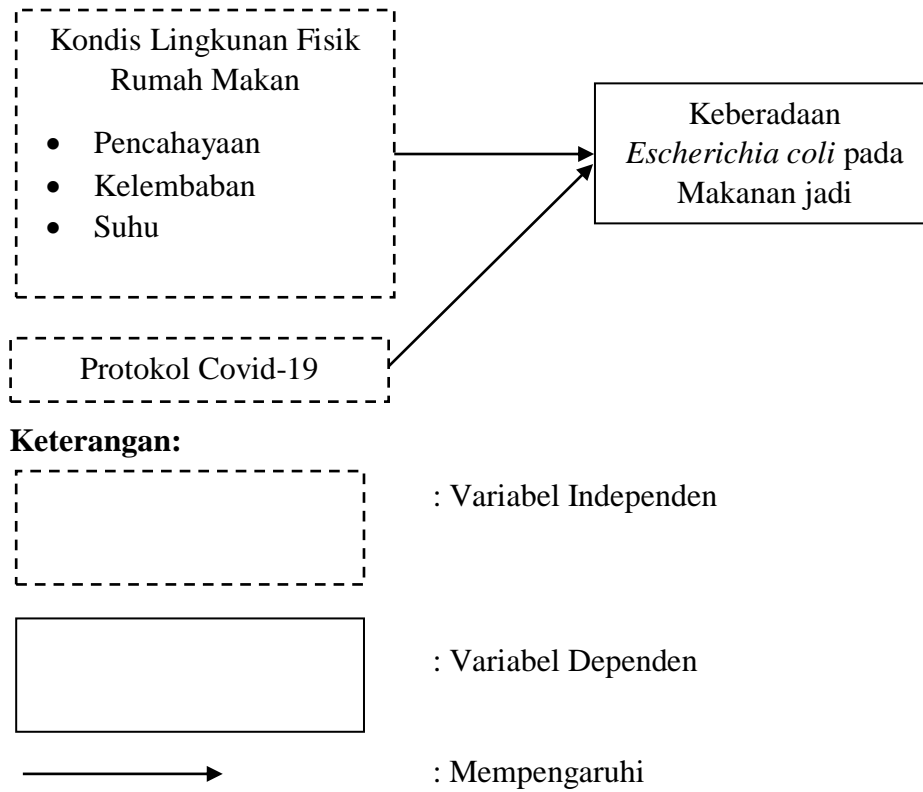 Kondis Lingkunan Fisik
Rumah Makan
• Pencahayaan
• Kelembaban
• Suhu
Keberadaan
Escherichia coli pada
Makanan jadi
Protokol Covid-19
Keterangan:
: Variabel Independen
: Variabel Dependen
: Mempengaruhi